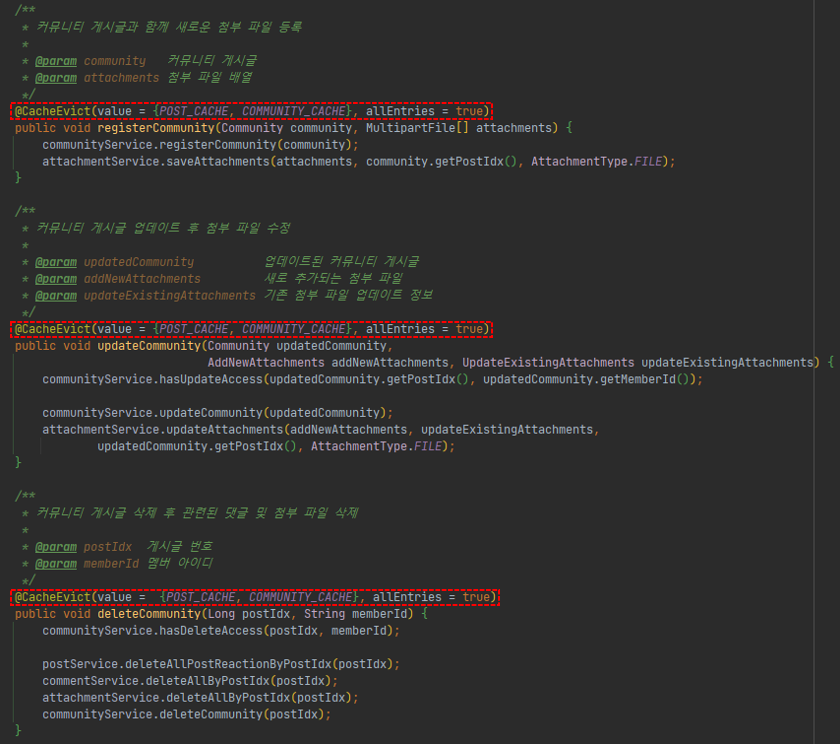 /**
 * 커뮤니티 게시글과 함께 새로운 첨부 파일 등록
 *
 * @param community   커뮤니티 게시글
 * @param attachments 첨부 파일 배열
 */
@CacheEvict(value = {POST_CACHE, COMMUNITY_CACHE}, allEntries = true)
public void registerCommunity(Community community, MultipartFile[] attachments) {
    communityService.registerCommunity(community);
    attachmentService.saveAttachments(attachments, community.getPostIdx(), AttachmentType.FILE);
}

/**
 * 커뮤니티 게시글 업데이트 후 첨부 파일 수정
 *
 * @param updatedCommunity          업데이트된 커뮤니티 게시글
 * @param addNewAttachments         새로 추가되는 첨부 파일
 * @param updateExistingAttachments 기존 첨부 파일 업데이트 정보
 */
@CacheEvict(value = {POST_CACHE, COMMUNITY_CACHE}, allEntries = true)
public void updateCommunity(Community updatedCommunity,
                            AddNewAttachments addNewAttachments, UpdateExistingAttachments updateExistingAttachments) {
    communityService.hasUpdateAccess(updatedCommunity.getPostIdx(), updatedCommunity.getMemberId());

    communityService.updateCommunity(updatedCommunity);
    attachmentService.updateAttachments(addNewAttachments, updateExistingAttachments,
            updatedCommunity.getPostIdx(), AttachmentType.FILE);
}

/**
 * 커뮤니티 게시글 삭제 후 관련된 댓글 및 첨부 파일 삭제
 *
 * @param postIdx  게시글 번호
 * @param memberId 멤버 아이디
 */
@CacheEvict(value =  {POST_CACHE, COMMUNITY_CACHE}, allEntries = true)
public void deleteCommunity(Long postIdx, String memberId) {
    communityService.hasDeleteAccess(postIdx, memberId);

    postService.deleteAllPostReactionByPostIdx(postIdx);
    commentService.deleteAllByPostIdx(postIdx);
    attachmentService.deleteAllByPostIdx(postIdx);
    communityService.deleteCommunity(postIdx);
}